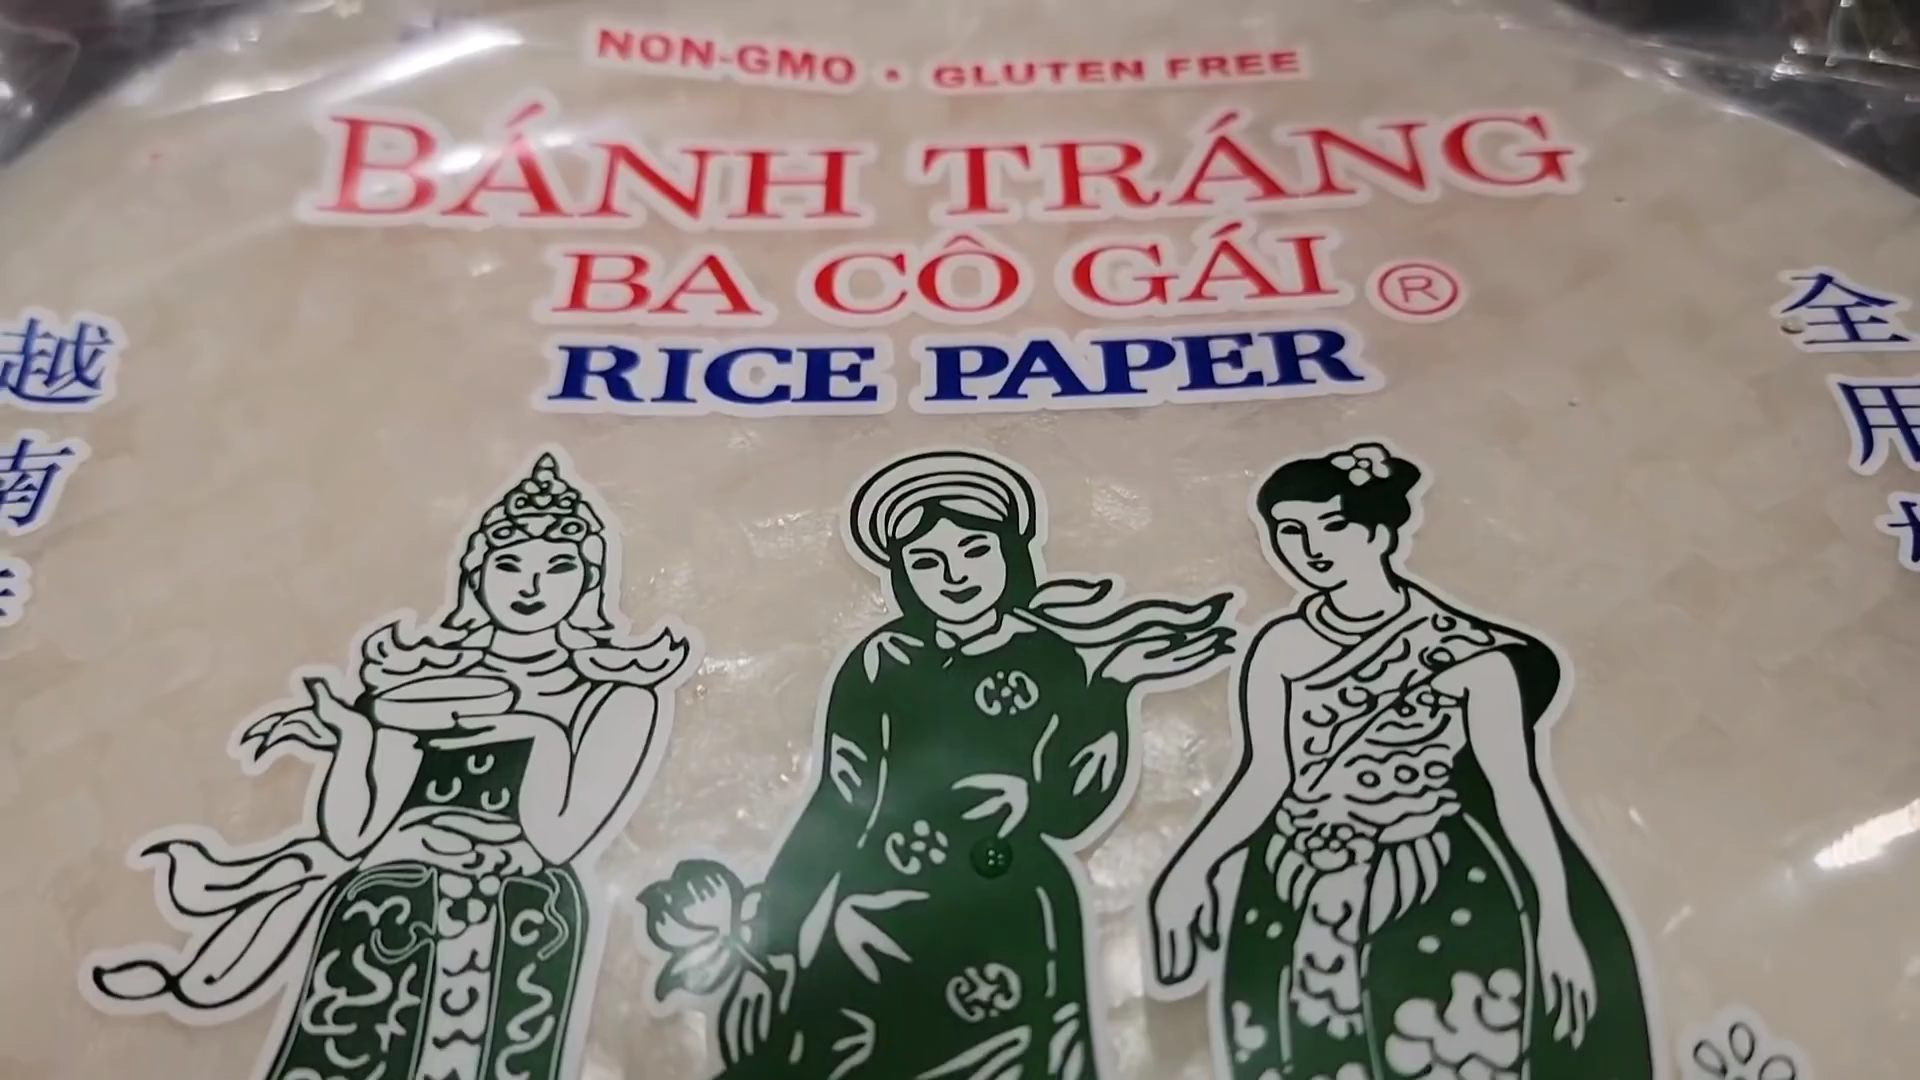 NON-GMO • GLUTEN FREE
BÁNH TRÁNG
BA CÔ GÁI ®
RICE PAPER
越南
全用